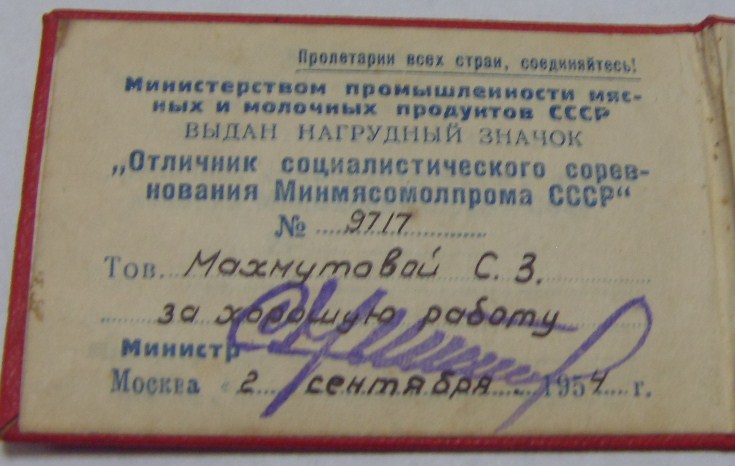 Пролетарии всех стран, соединяйтесь!
Министерством промышленности мяс-
ных и молочных продуктов СССР
ВЫДАН НАГРУДНЫЙ ЗНАЧОК
„Отличник социалистического сорев-
нования Минмясомолпрома СССР“
№ 9717
Тов. Махмутовой С. З.
за хорошую работу
Министр
Москва „2 сентября 1954 г.